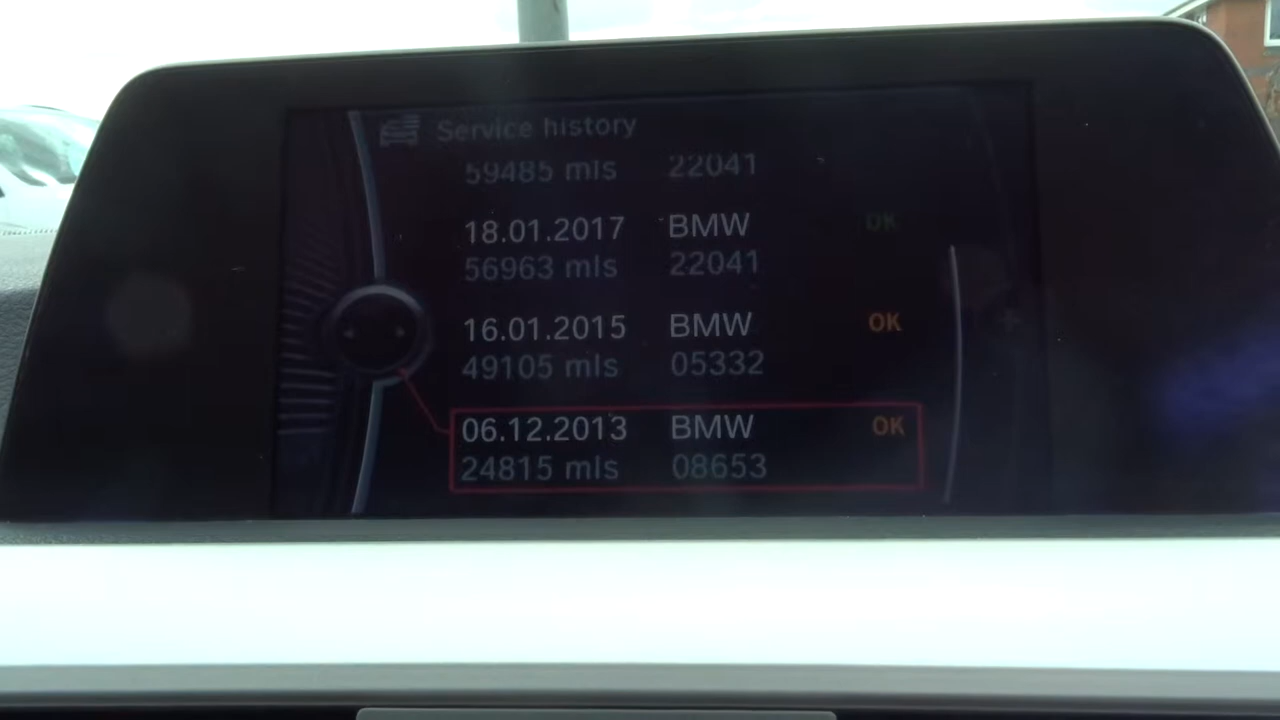 Service history
59485 mls 22041
18.01.2017 BMW OK
56963 mls 22041
16.01.2015 BMW OK
49105 mls 05332
06.12.2013 BMW OK
24815 mls 08653